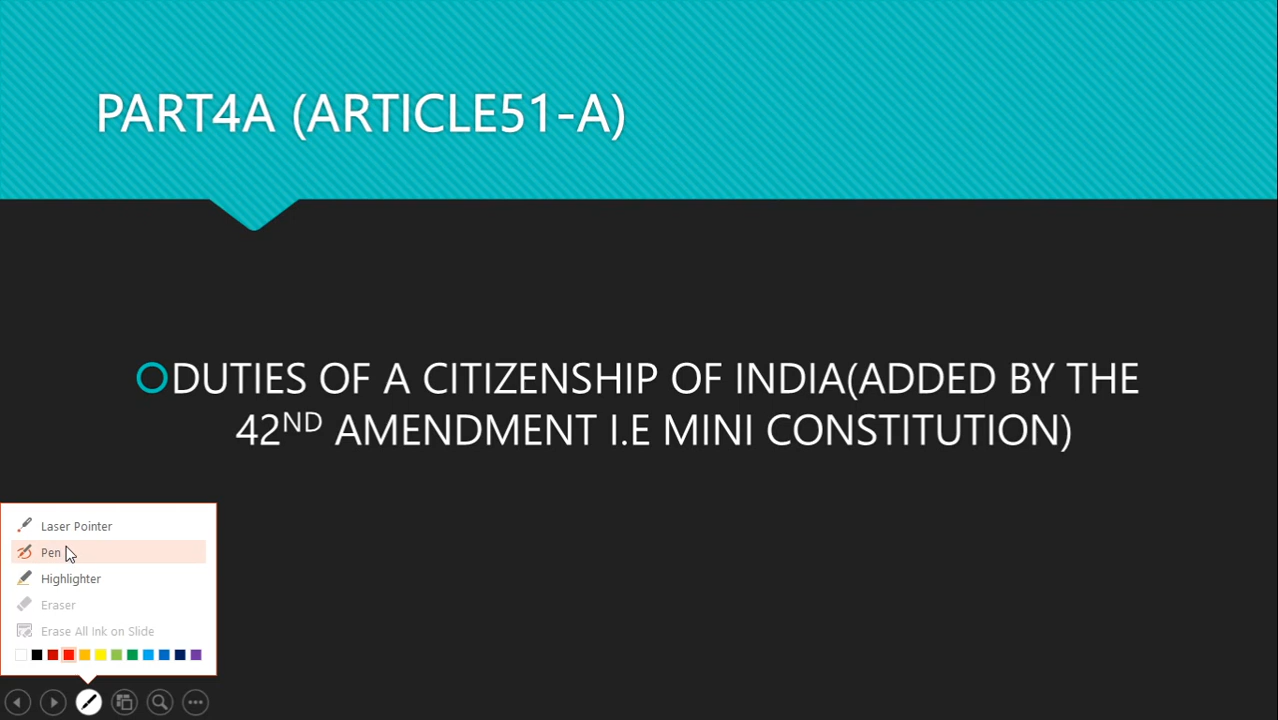 PART4A (ARTICLE51-A)
DUTIES OF A CITIZENSHIP OF INDIA(ADDED BY THE
42ND AMENDMENT I.E MINI CONSTITUTION)
Laser Pointer
Pen
Highlighter
Eraser
Erase All Ink on Slide